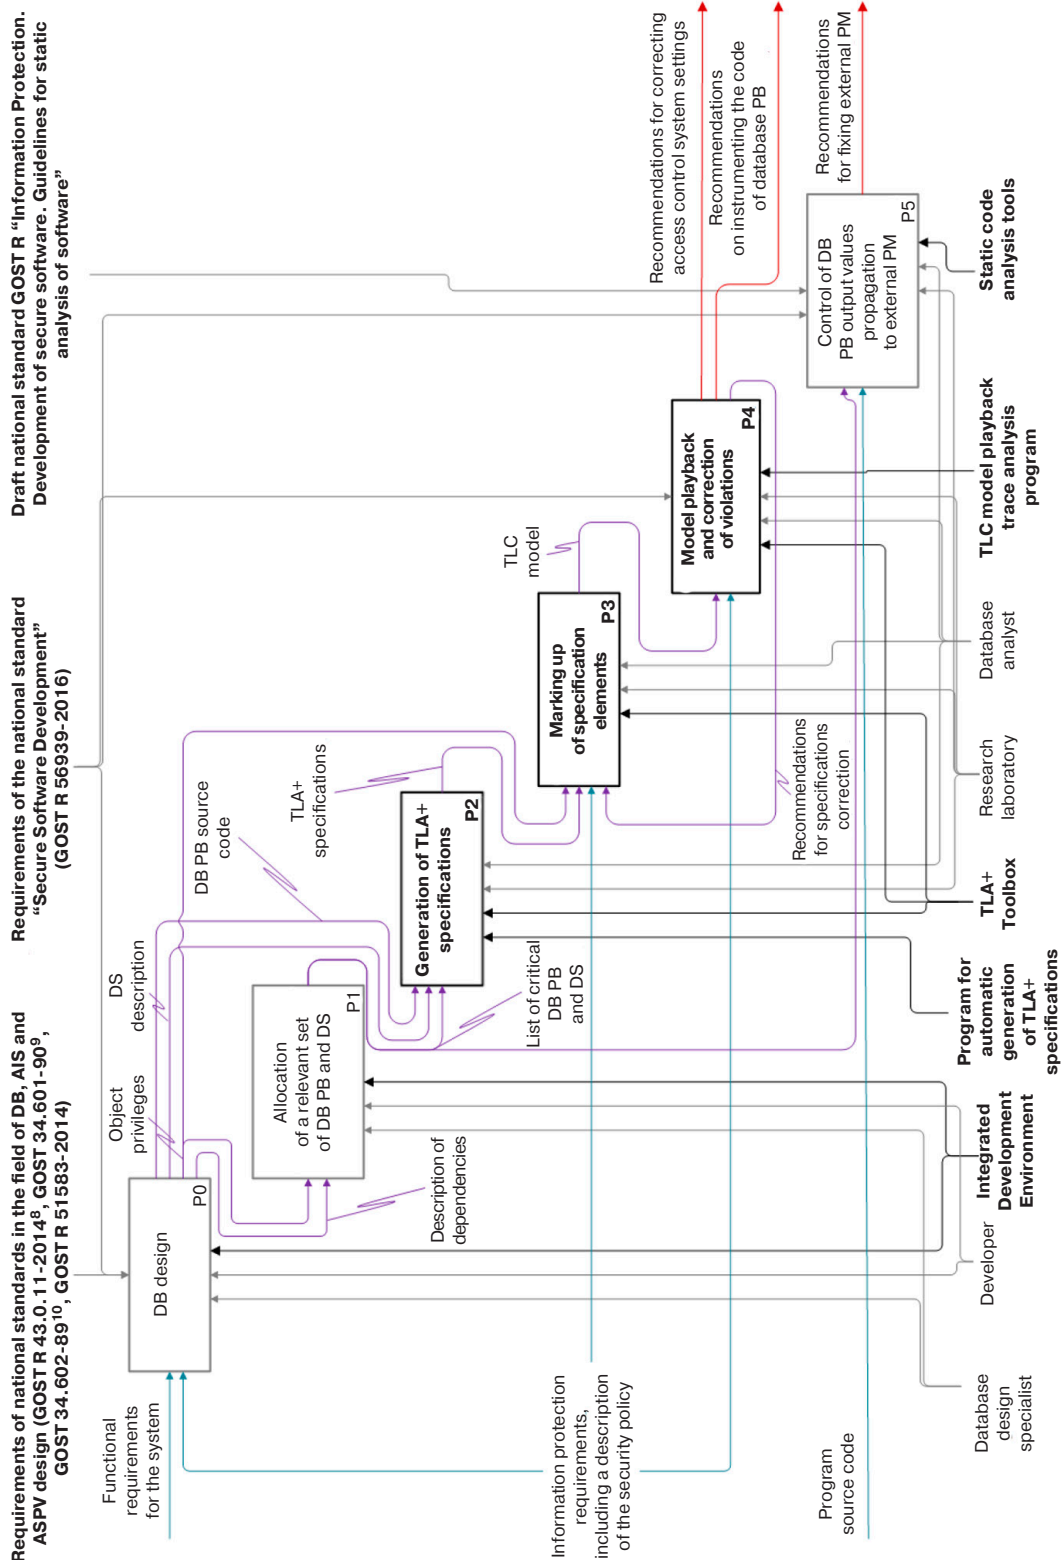 Requirements of national standards in the field of DB, AIS and
ASPV design (GOST R 43.0.11-2014⁸, GOST 34.601-90⁹,
GOST 34.602-89¹⁰, GOST R 51583-2014)
Requirements of the national standard
“Secure Software Development”
(GOST R 56939-2016)
Draft national standard GOST R “Information Protection.
Development of secure software. Guidelines for static
analysis of software”
Functional
requirements
for the system
DB design
P0
Object
privileges
DS
description
DB PB source
code
Allocation
of a relevant set
of DB PB and DS
P1
Description of
dependencies
TLA+
specifications
Generation of TLA+
specifications
P2
List of critical
DB PB
and DS
TLC
model
Marking up
of specification
elements
P3
Information protection
requirements,
including a description
of the security policy
Model playback
and correction
of violations
P4
Recommendations
for specifications
correction
Recommendations for correcting
access control system settings
Recommendations
on instrumenting the code
of database PB
Control of DB
PB output values
propagation
to external PM
P5
Recommendations
for fixing external PM
Program
source code
Database
design
specialist
Developer
Integrated
Development
Environment
Program for
automatic
generation
of TLA+
specifications
TLA+
Toolbox
Research
laboratory
Database
analyst
TLC model playback
trace analysis
program
Static code
analysis tools